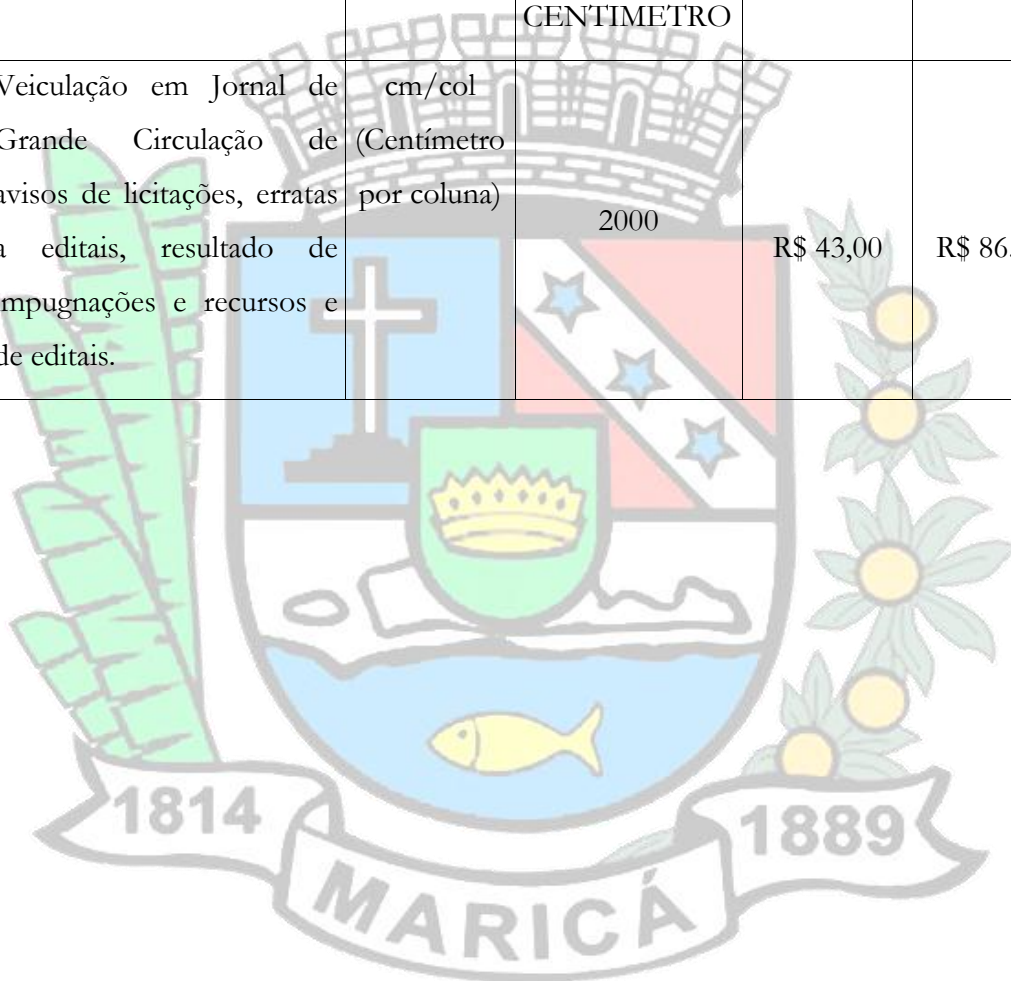 CENTIMETRO
Veiculação em Jornal de
Grande Circulação de
avisos de licitações, erratas
a editais, resultado de
impugnações e recursos e
de editais.
cm/col
(Centímetro
por coluna)
2000
R$ 43,00
R$ 86.
1814
1889
MARICÁ